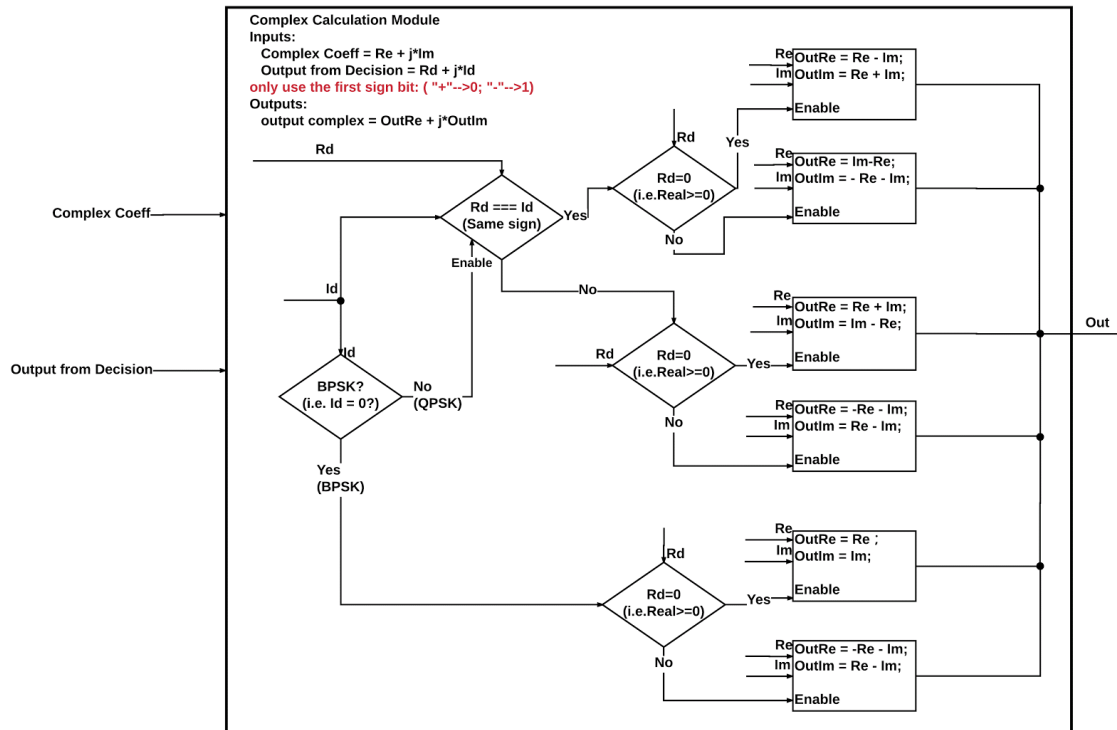 Complex Calculation Module
Inputs:
Complex Coeff = Re + j*Im
Output from Decision = Rd + j*Id
only use the first sign bit: ( "+"-->0; "-"-->1)
Outputs:
output complex = OutRe + j*OutIm
Complex Coeff
Output from Decision
Rd
Rd === Id
(Same sign)
Yes
Enable
No
Id
Id
BPSK?
(i.e. Id = 0?)
No
(QPSK)
Yes
(BPSK)
Rd
Rd=0
(i.e.Real>=0)
Yes
No
Re
Im
OutRe = Re - Im;
OutIm = Re + Im;
Enable
Re
Im
OutRe = Im-Re;
OutIm = - Re - Im;
Enable
Rd
Rd=0
(i.e.Real>=0)
Yes
No
Re
Im
OutRe = Re + Im;
OutIm = Im - Re;
Enable
Re
Im
OutRe = -Re - Im;
OutIm = Re - Im;
Enable
Rd
Rd=0
(i.e.Real>=0)
Yes
No
Re
Im
OutRe = Re ;
OutIm = Im;
Enable
Re
Im
OutRe = -Re - Im;
OutIm = Re - Im;
Enable
Out